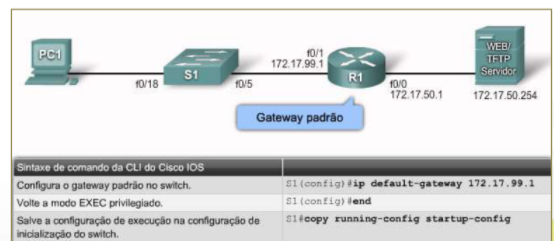 PC1
S1
f0/18
f0/5
f0/1
172.17.99.1
R1
f0/0
172.17.50.1
WEB/
TFTP
Servidor
172.17.50.254
Gateway padrão
Sintaxe de comando da CLI do Cisco IOS
Configura o gateway padrão no switch.
S1(config)#ip default-gateway 172.17.99.1
Volte a modo EXEC privilegiado.
S1(config)#end
Salve a configuração de execução na configuração de
inicialização do switch.
S1#copy running-config startup-config